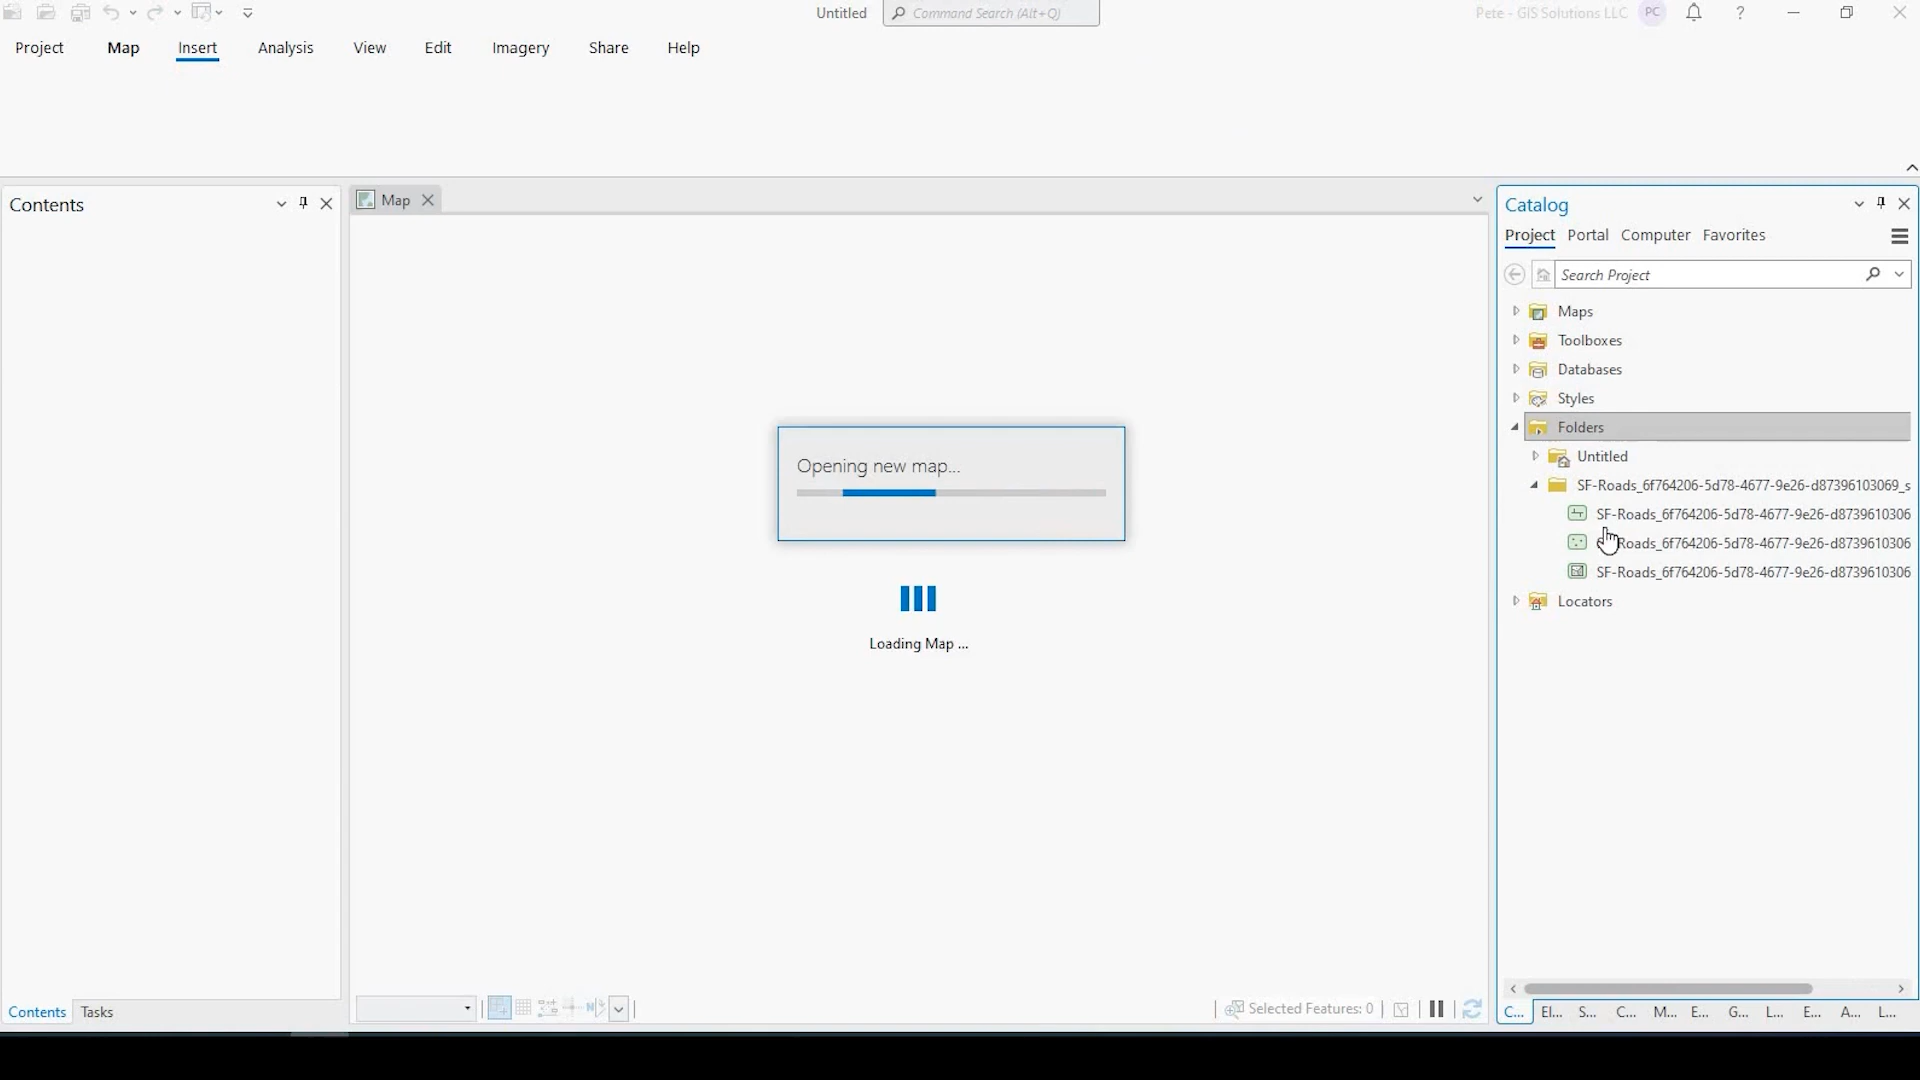 Untitled
Command Search (Alt+Q)
Pete - GIS Solutions LLC
PC
?
Project Map Insert Analysis View Edit Imagery Share Help
Contents
Map
Catalog
Project Portal Computer Favorites
Search Project
Maps
Toolboxes
Databases
Styles
Folders
Untitled
SF-Roads_6f764206-5d78-4677-9e26-d87396103069_s
SF-Roads_6f764206-5d78-4677-9e26-d8739610306
Roads_6f764206-5d78-4677-9e26-d8739610306
SF-Roads_6f764206-5d78-4677-9e26-d8739610306
Locators
Opening new map...
Loading Map ...
Selected Features: 0
Contents Tasks
C... El... S... C... M... E... G... L... E... A... L...